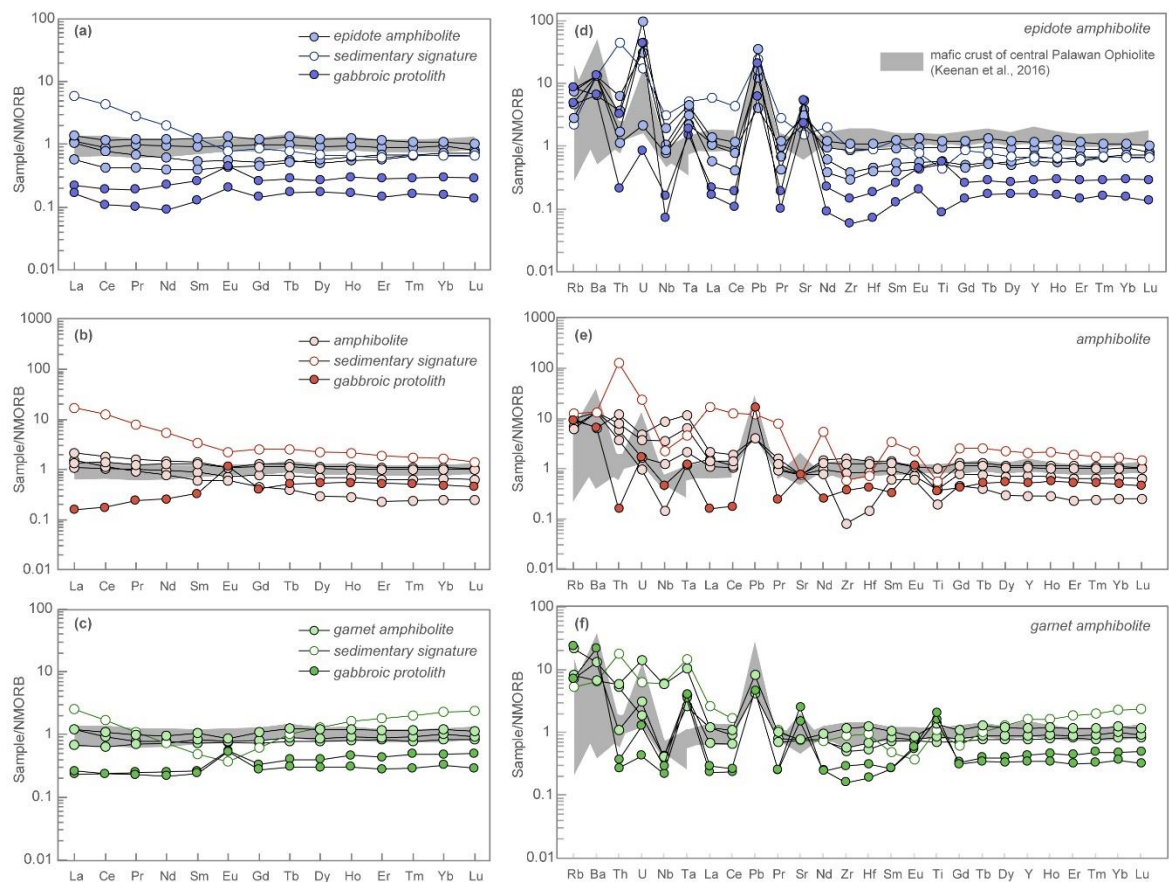 (a)
epidote amphibolite
sedimentary signature
gabbroic protolith
Sample/NMORB
100
10
1
0.1
0.01
La Ce Pr Nd Sm Eu Gd Tb Dy Ho Er Tm Yb Lu
(d)
epidote amphibolite
mafic crust of central Palawan Ophiolite
(Keenan et al., 2016)
Sample/NMORB
100
10
1
0.1
0.01
Rb Ba Th U Nb Ta La Ce Pb Pr Sr Nd Zr Hf Sm Eu Ti Gd Tb Dy Y Ho Er Tm Yb Lu
(b)
amphibolite
sedimentary signature
gabbroic protolith
Sample/NMORB
1000
100
10
1
0.1
0.01
La Ce Pr Nd Sm Eu Gd Tb Dy Ho Er Tm Yb Lu
(e)
amphibolite
Sample/NMORB
1000
100
10
1
0.1
0.01
Rb Ba Th U Nb Ta La Ce Pb Pr Sr Nd Zr Hf Sm Eu Ti Gd Tb Dy Y Ho Er Tm Yb Lu
(c)
garnet amphibolite
sedimentary signature
gabbroic protolith
Sample/NMORB
100
10
1
0.1
0.01
La Ce Pr Nd Sm Eu Gd Tb Dy Ho Er Tm Yb Lu
(f)
garnet amphibolite
Sample/NMORB
100
10
1
0.1
0.01
Rb Ba Th U Nb Ta La Ce Pb Pr Sr Nd Zr Hf Sm Eu Ti Gd Tb Dy Y Ho Er Tm Yb Lu